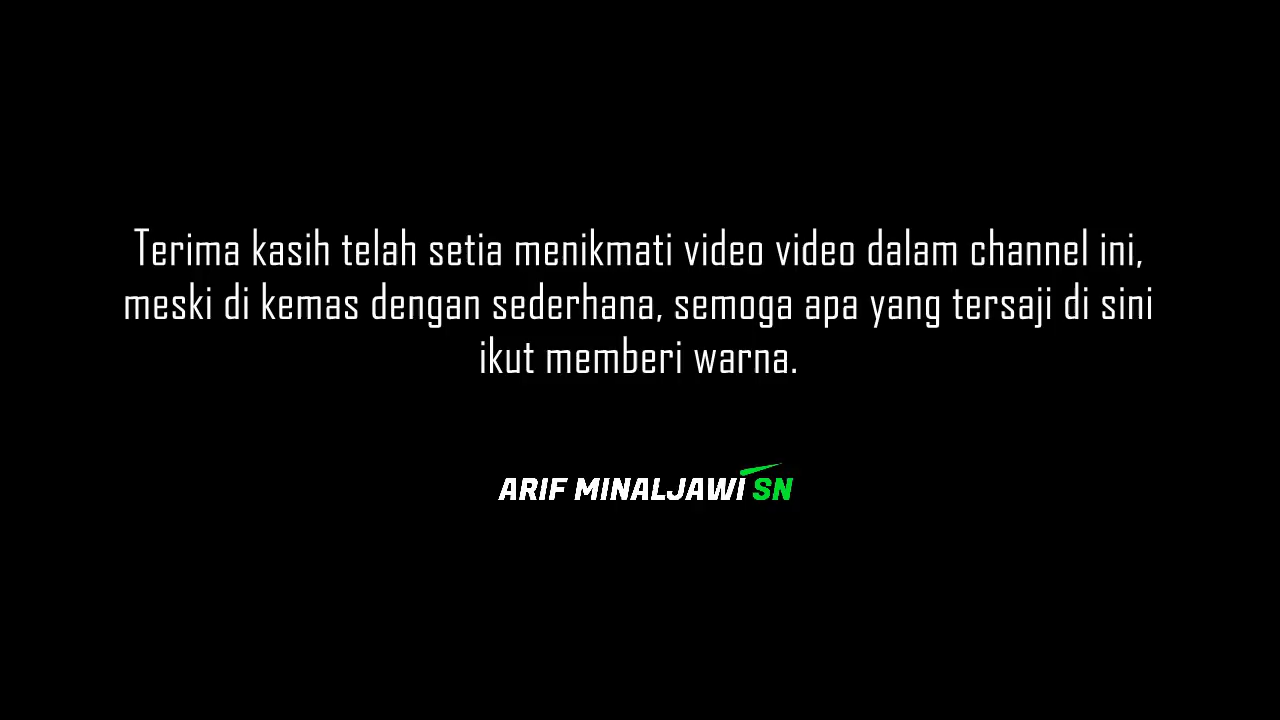 Terima kasih telah setia menikmati video video dalam channel ini,
meski di kemas dengan sederhana, semoga apa yang tersaji di sini
ikut memberi warna.
ARIF MINALJAWI SN